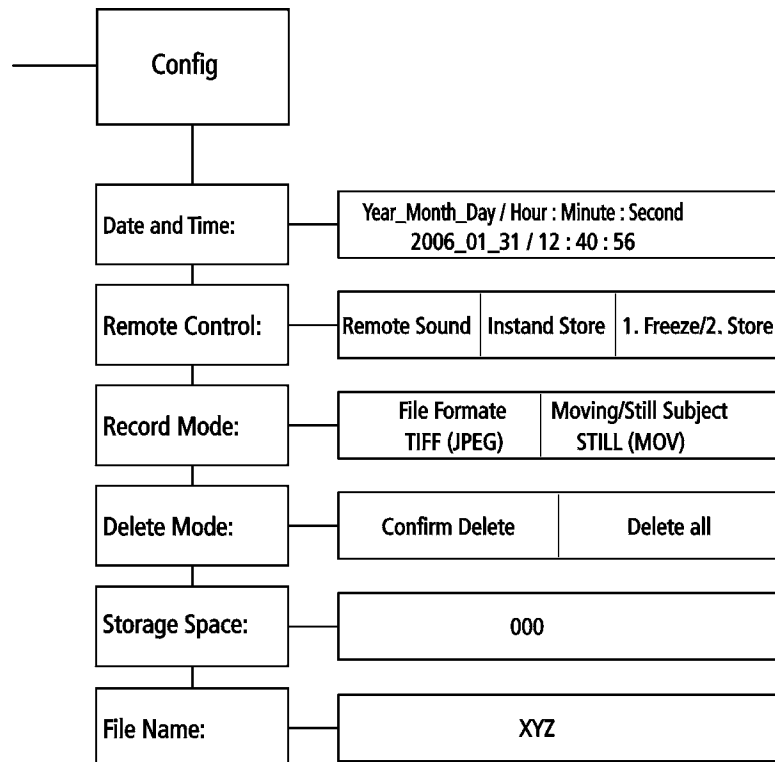 Config
Date and Time:
Year_Month_Day / Hour : Minute : Second
2006_01_31 / 12 : 40 : 56
Remote Control:
Remote Sound
Instand Store
1. Freeze/2. Store
Record Mode:
File Formate
TIFF (JPEG)
Moving/Still Subject
STILL (MOV)
Delete Mode:
Confirm Delete
Delete all
Storage Space:
000
File Name:
XYZ